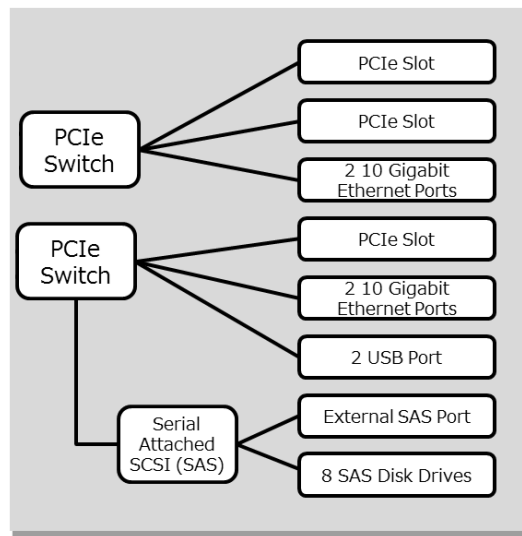 PCIe Slot
PCIe Slot
PCIe
Switch
2 10 Gigabit
Ethernet Ports
PCIe Slot
PCIe
Switch
2 10 Gigabit
Ethernet Ports
2 USB Port
Serial
Attached
SCSI (SAS)
External SAS Port
8 SAS Disk Drives